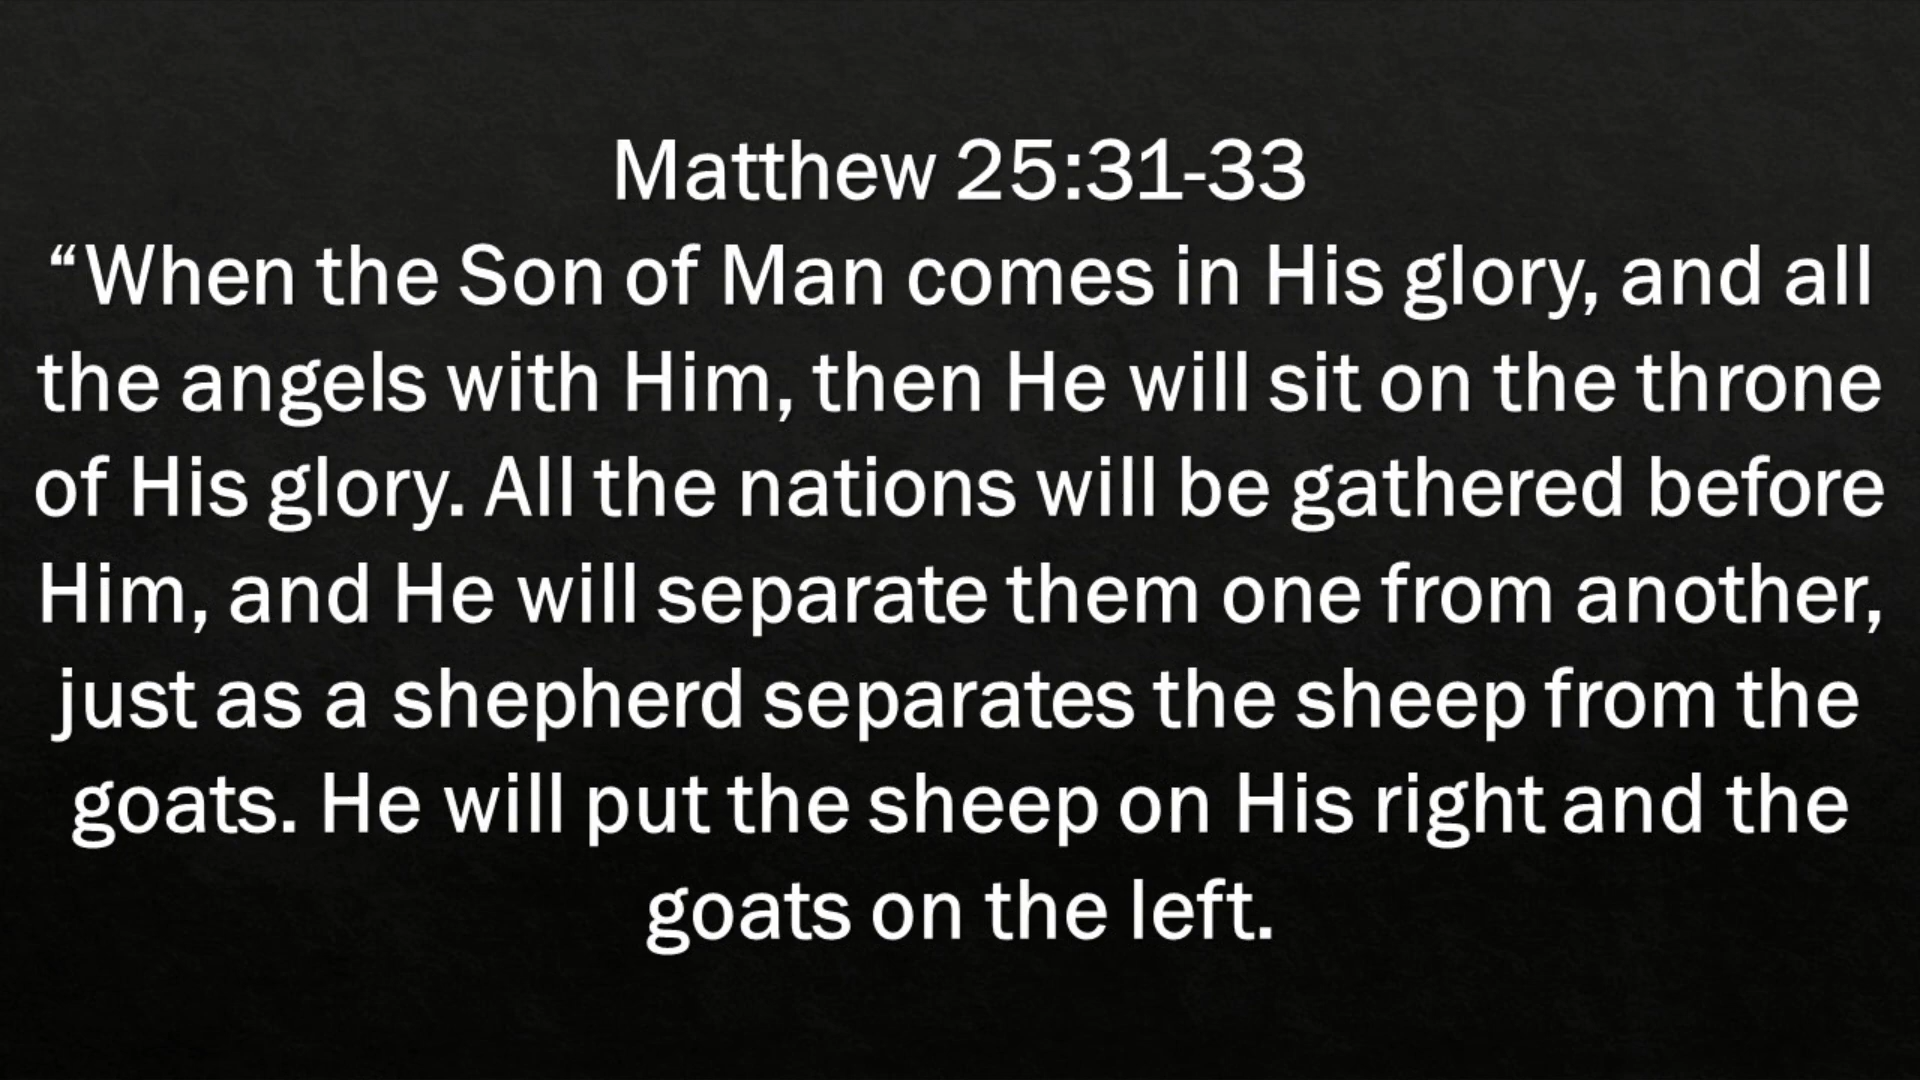 Matthew 25:31-33
“When the Son of Man comes in His glory, and all
the angels with Him, then He will sit on the throne
of His glory. All the nations will be gathered before
Him, and He will separate them one from another,
just as a shepherd separates the sheep from the
goats. He will put the sheep on His right and the
goats on the left.